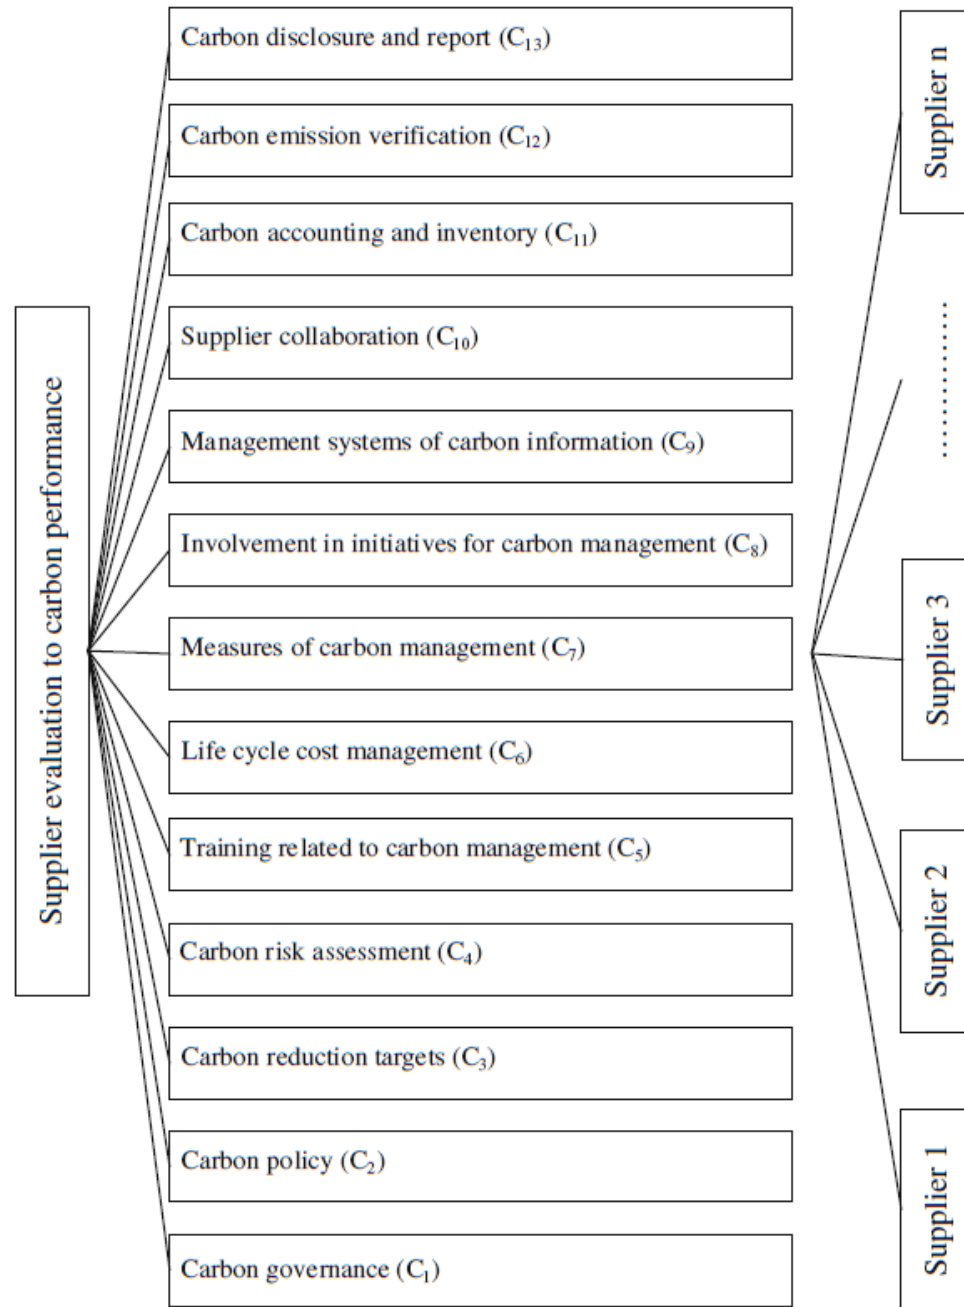 Supplier evaluation to carbon performance
Carbon disclosure and report (C₁₃)
Carbon emission verification (C₁₂)
Carbon accounting and inventory (C₁₁)
Supplier collaboration (C₁₀)
Management systems of carbon information (C₉)
Involvement in initiatives for carbon management (C₈)
Measures of carbon management (C₇)
Life cycle cost management (C₆)
Training related to carbon management (C₅)
Carbon risk assessment (C₄)
Carbon reduction targets (C₃)
Carbon policy (C₂)
Carbon governance (C₁)
Supplier n
.............
Supplier 3
Supplier 2
Supplier 1